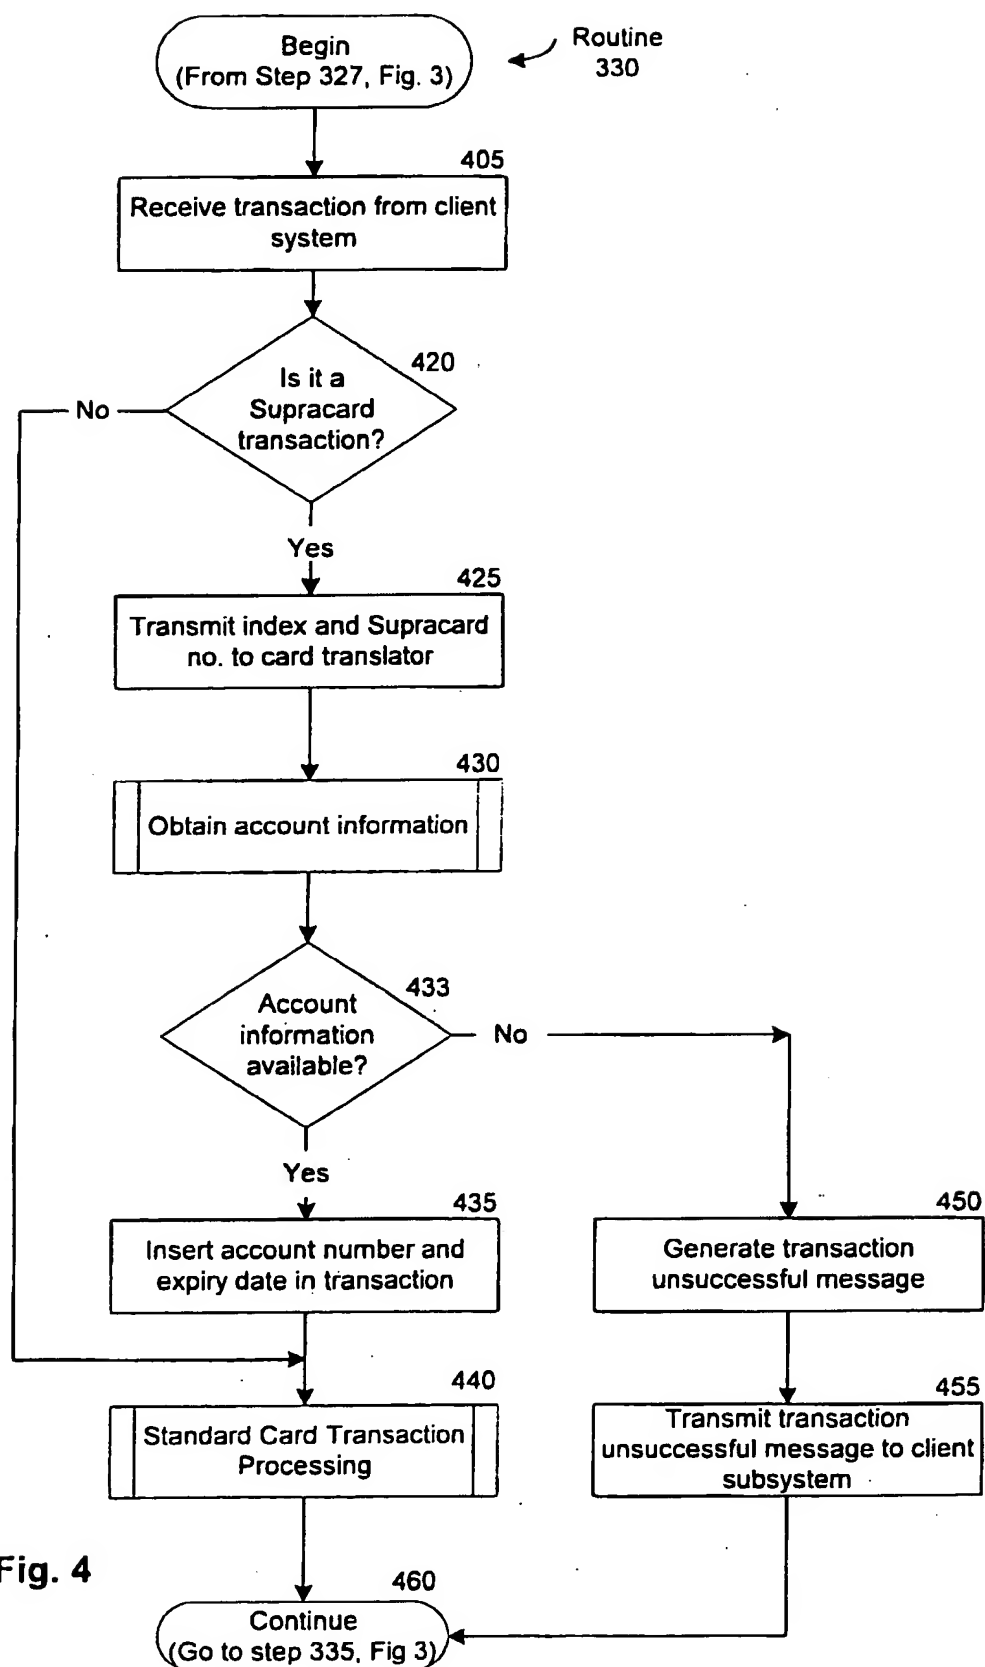 Begin
(From Step 327, Fig. 3)
Routine
330
405
Receive transaction from client
system
420
Is it a
Supracard
transaction?
No
Yes
425
Transmit index and Supracard
no. to card translator
430
Obtain account information
433
Account
information
available?
No
Yes
435
Insert account number and
expiry date in transaction
450
Generate transaction
unsuccessful message
440
Standard Card Transaction
Processing
455
Transmit transaction
unsuccessful message to client
subsystem
Fig. 4
460
Continue
(Go to step 335, Fig 3)